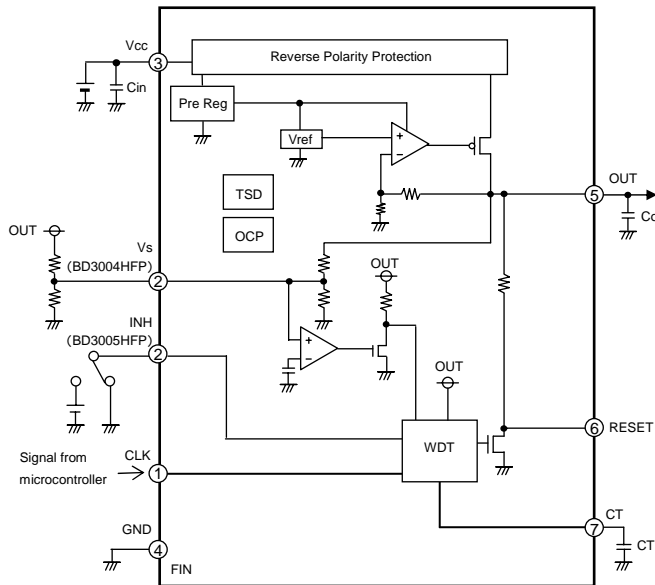 Vcc
3
Cin
Reverse Polarity Protection
Pre Reg
Vref
+
−
TSD
OCP
OUT
5
OUT
Vs
(BD3004HFP)
2
OUT
INH
(BD3005HFP)
2
+
−
OUT
WDT
6
RESET
Signal from
microcontroller
CLK
1
GND
4
FIN
7
CT
CT